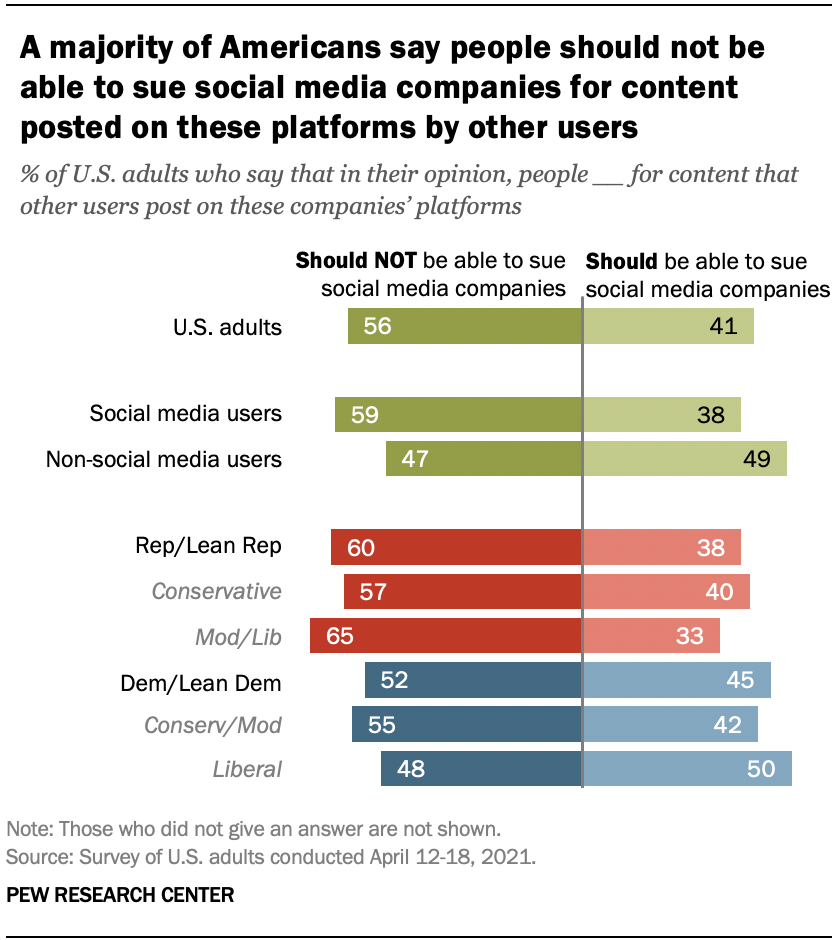 A majority of Americans say people should not be
able to sue social media companies for content
posted on these platforms by other users
% of U.S. adults who say that in their opinion, people __ for content that
other users post on these companies’ platforms
Should NOT be able to sue
social media companies
Should be able to sue
social media companies
U.S. adults 56 41
Social media users 59 38
Non-social media users 47 49
Rep/Lean Rep 60 38
Conservative 57 40
Mod/Lib 65 33
Dem/Lean Dem 52 45
Conserv/Mod 55 42
Liberal 48 50
Note: Those who did not give an answer are not shown.
Source: Survey of U.S. adults conducted April 12-18, 2021.
PEW RESEARCH CENTER